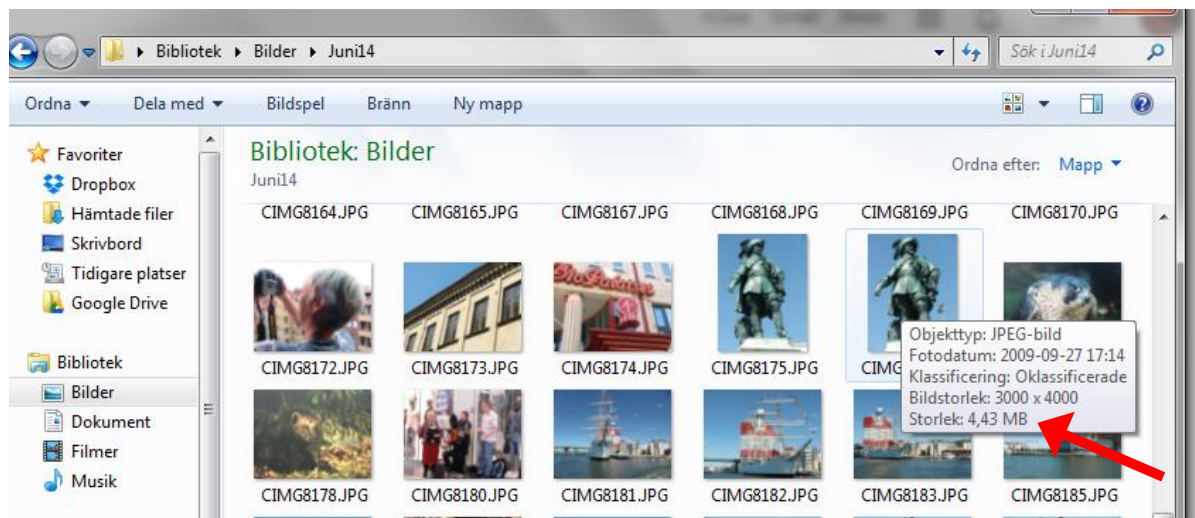 Bibliotek ▸ Bilder ▸ Juni14
Sök i Juni14
Ordna Dela med Bildspel Bränn Ny mapp
Favoriter
Dropbox
Hämtade filer
Skrivbord
Tidigare platser
Google Drive
Bibliotek
Bilder
Dokument
Filmer
Musik
Bibliotek: Bilder
Juni14
Ordna efter: Mapp
CIMG8164.JPG CIMG8165.JPG CIMG8167.JPG CIMG8168.JPG CIMG8169.JPG CIMG8170.JPG
BioPalatset
CIMG8172.JPG CIMG8173.JPG CIMG8174.JPG CIMG8175.JPG
Objekttyp: JPEG-bild
Fotodatum: 2009-09-27 17:14
Klassificering: Oklassificerade
Bildstorlek: 3000 x 4000
Storlek: 4,43 MB
CIMG8178.JPG CIMG8180.JPG CIMG8181.JPG CIMG8182.JPG CIMG8183.JPG CIMG8185.JPG